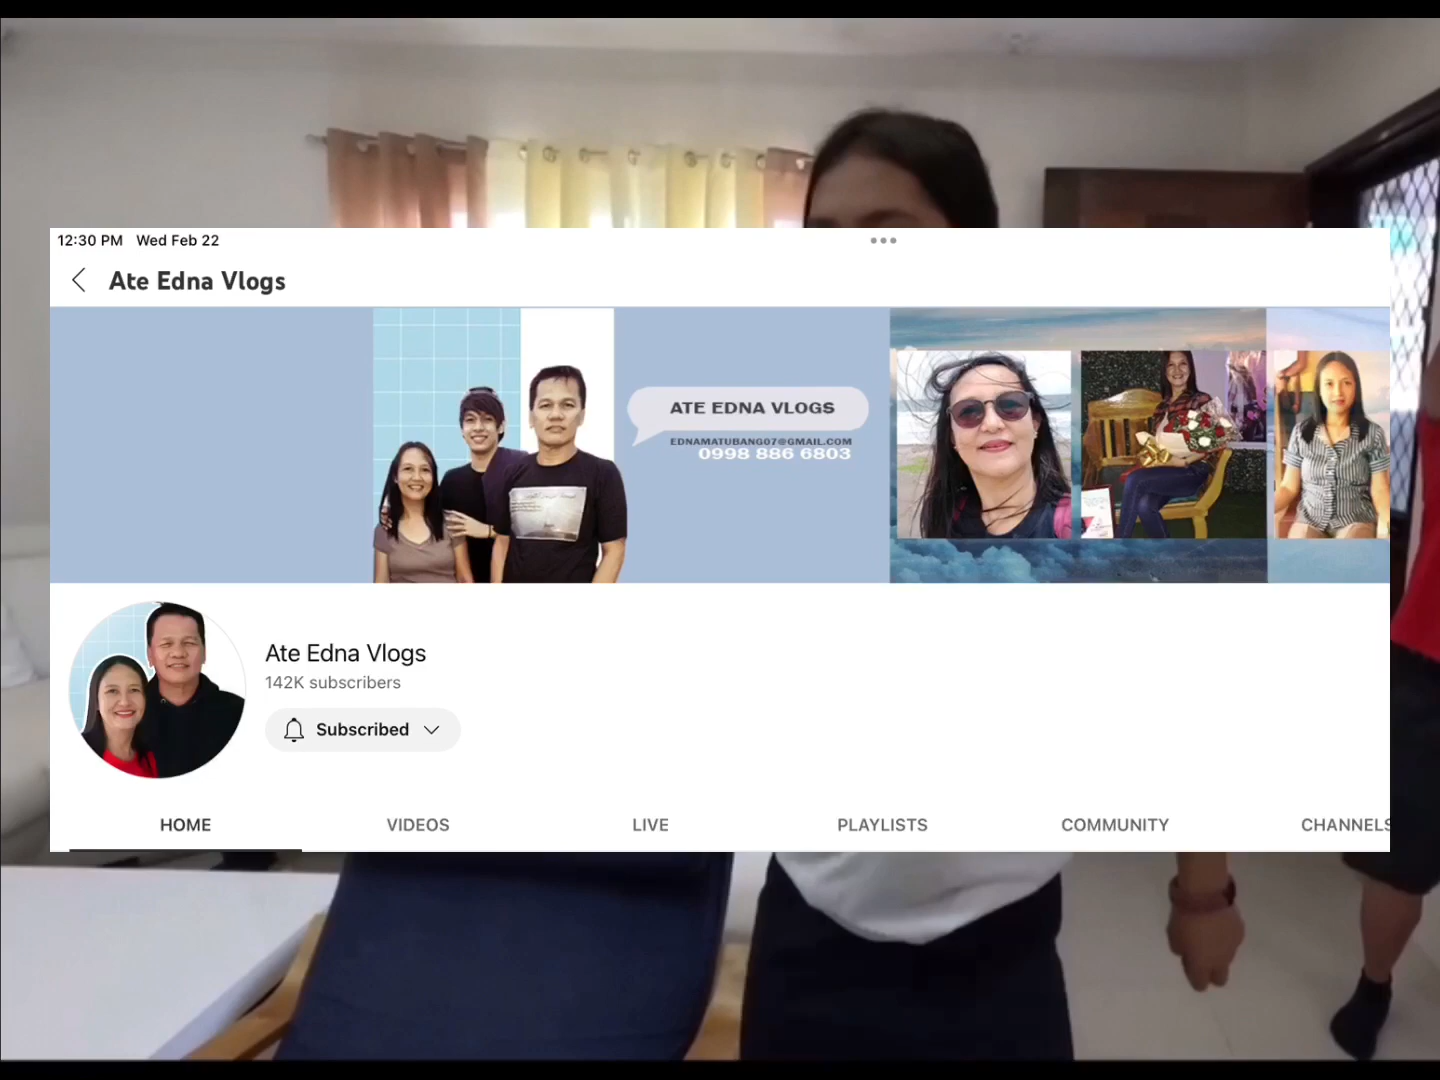 12:30 PM Wed Feb 22
Ate Edna Vlogs
ATE EDNA VLOGS
EDNAMATUBANG07@GMAIL.COM
0998 886 6803
Ate Edna Vlogs
142K subscribers
Subscribed
HOME VIDEOS LIVE PLAYLISTS COMMUNITY CHANNELS